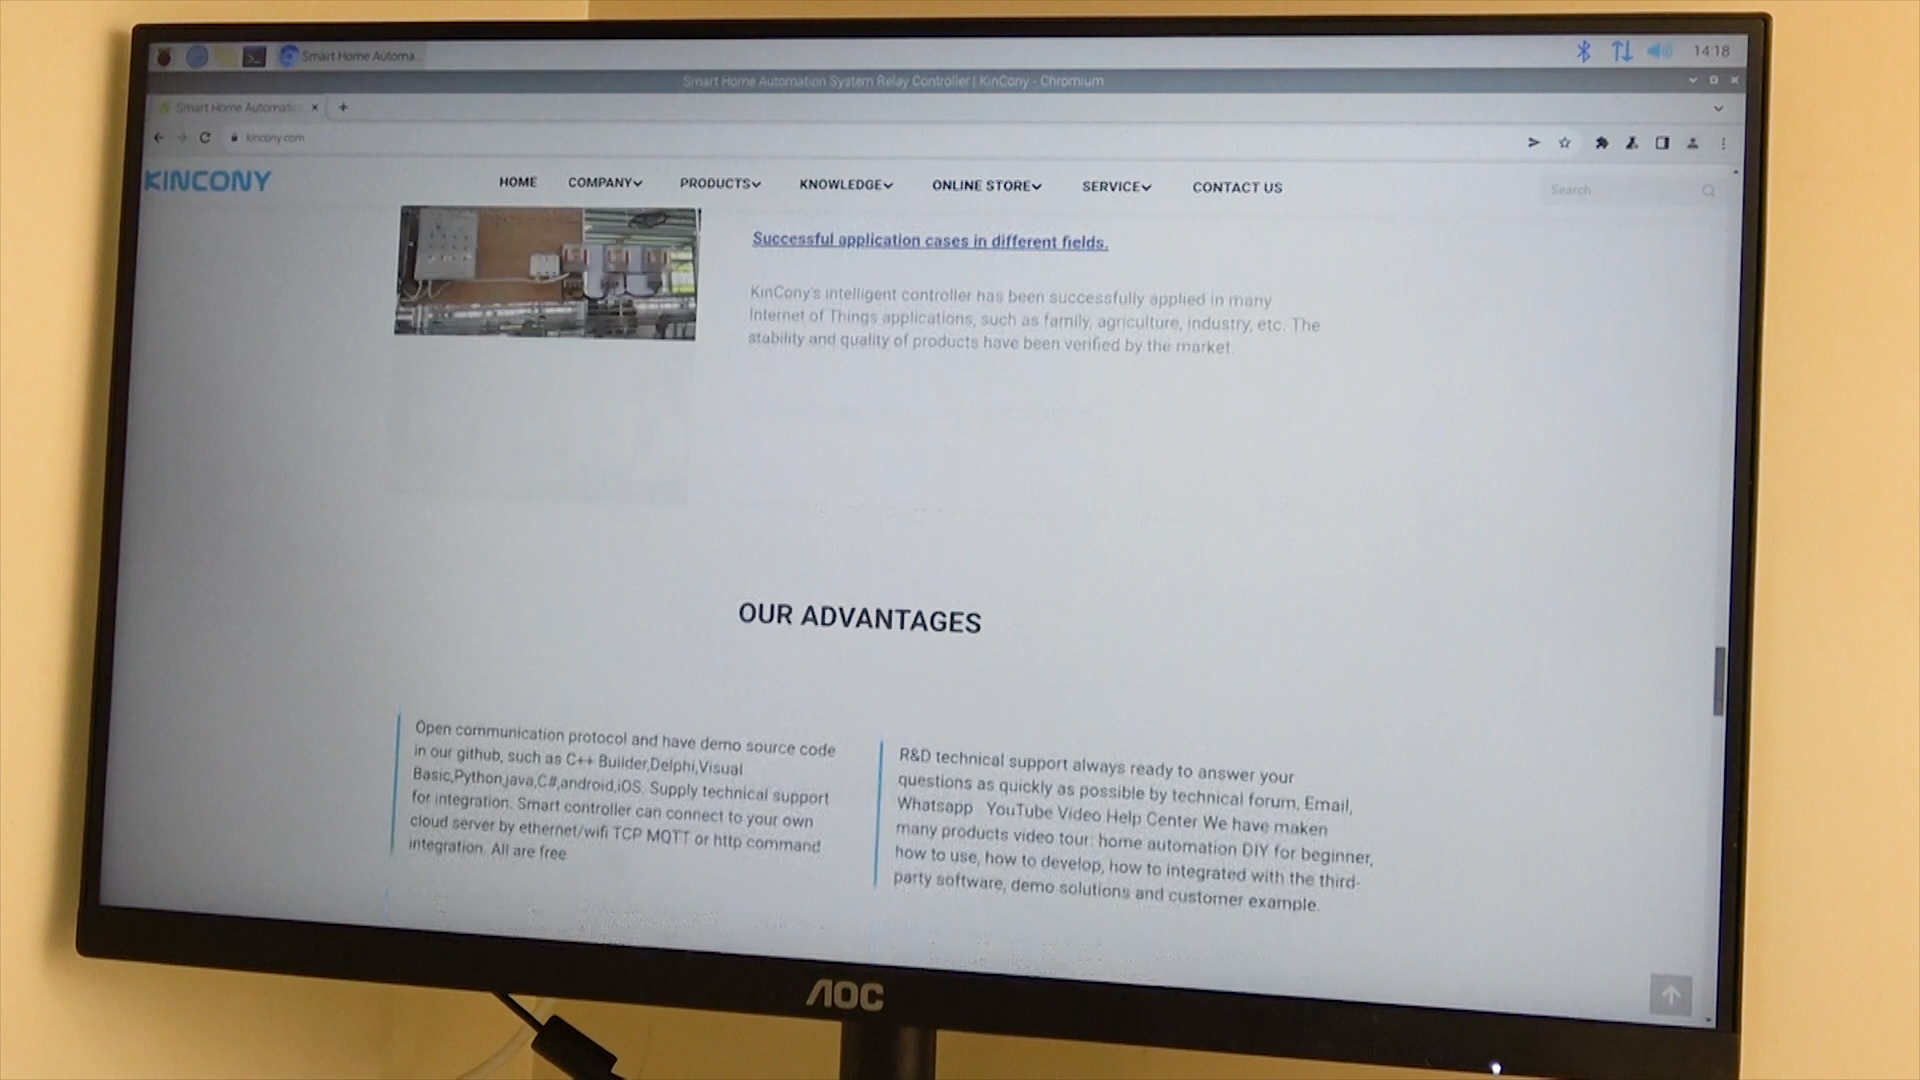 Smart Home Automa...
14:18
Smart Home Automation System Relay Controller | KinCony - Chromium
Smart Home Automatio
kincony.com
KINCONY
HOME COMPANY PRODUCTS KNOWLEDGE ONLINE STORE SERVICE CONTACT US
Search
Successful application cases in different fields.
KinCony's intelligent controller has been successfully applied in many
Internet of Things applications, such as family, agriculture, industry, etc. The
stability and quality of products have been verified by the market.
OUR ADVANTAGES
Open communication protocol and have demo source code
in our github, such as C++ Builder,Delphi,Visual
Basic,Python,java,C#,android,iOS. Supply technical support
for integration. Smart controller can connect to your own
cloud server by ethernet/wifi TCP MQTT or http command
integration. All are free.
R&D technical support always ready to answer your
questions as quickly as possible by technical forum, Email,
Whatsapp YouTube Video Help Center We have maken
many products video tour: home automation DIY for beginner,
how to use, how to develop, how to integrated with the third-
party software, demo solutions and customer example.
AOC